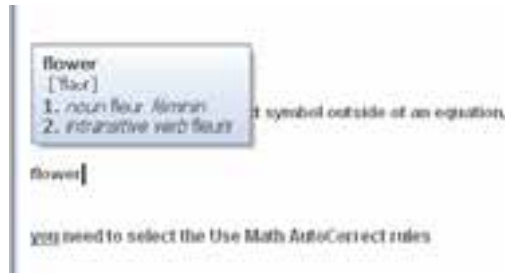 flower
['flaʊr]
1. noun fleur féminin
2. intransitive verb fleurir
t symbol outside of an equation,
flower
you need to select the Use Math AutoCorrect rules